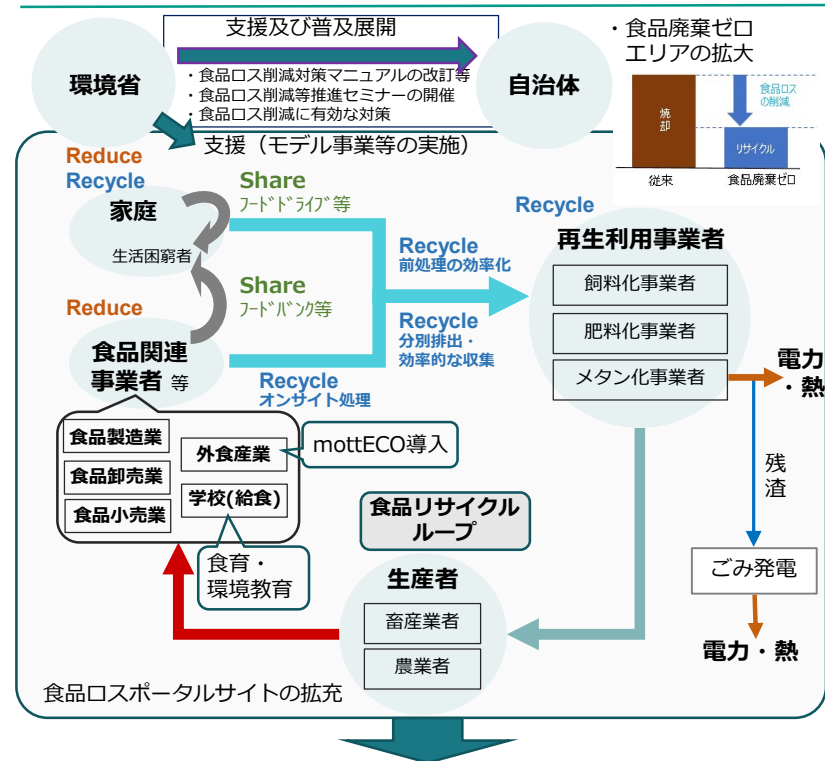 支援及び普及展開
環境省
・食品ロス削減対策マニュアルの改訂等
・食品ロス削減等推進セミナーの開催
・食品ロス削減に有効な対策
自治体
・食品廃棄ゼロ
エリアの拡大
焼却
食品ロス
の削減
リサイクル
従来
食品廃棄ゼロ
支援（モデル事業等の実施）
Reduce
Recycle
家庭
生活困窮者
Share
ﾌｰﾄﾞﾄﾞﾗｲﾌﾞ等
Share
ﾌｰﾄﾞﾊﾞﾝｸ等
Reduce
食品関連
事業者 等
Recycle
前処理の効率化
Recycle
分別排出・
効率的な収集
Recycle
オンサイト処理
Recycle
再生利用事業者
飼料化事業者
肥料化事業者
メタン化事業者
電力
・熱
残渣
ごみ発電
電力・熱
食品製造業
食品卸売業
食品小売業
外食産業
学校(給食)
mottECO導入
食育・
環境教育
食品リサイクル
ループ
生産者
畜産業者
農業者
食品ロスポータルサイトの拡充